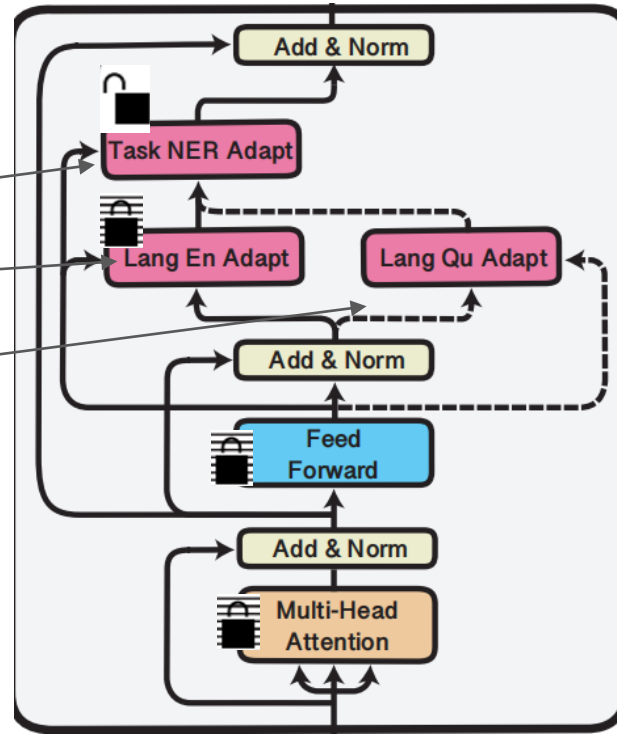 Add & Norm
Task NER Adapt
Lang En Adapt
Lang Qu Adapt
Add & Norm
Feed
Forward
Add & Norm
Multi-Head
Attention